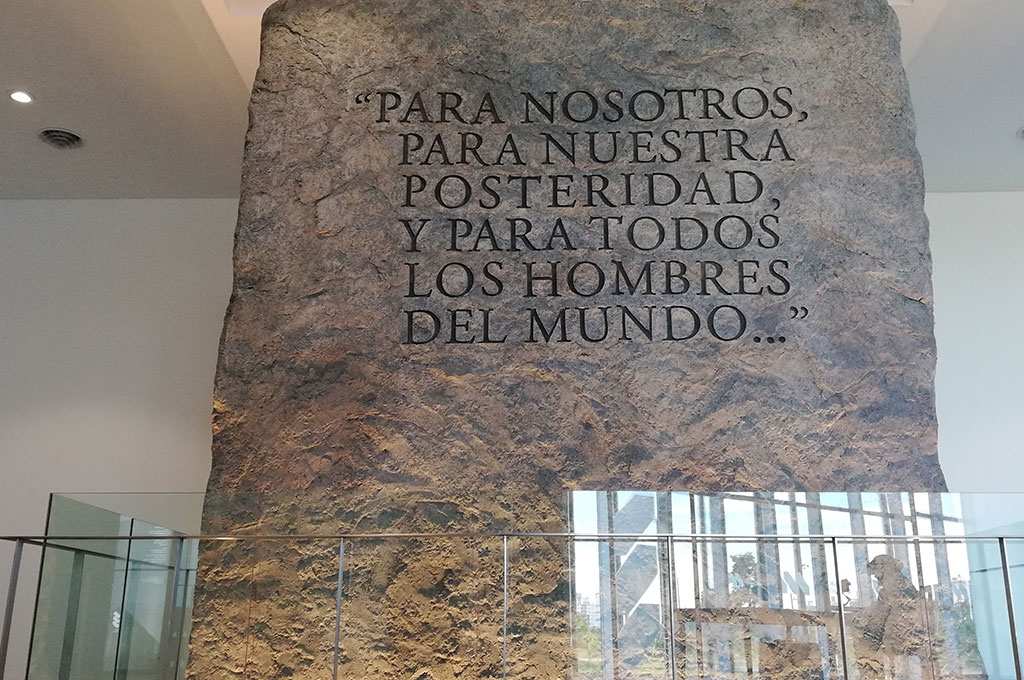 “PARA NOSOTROS,
PARA NUESTRA
POSTERIDAD,
Y PARA TODOS
LOS HOMBRES
DEL MUNDO...”